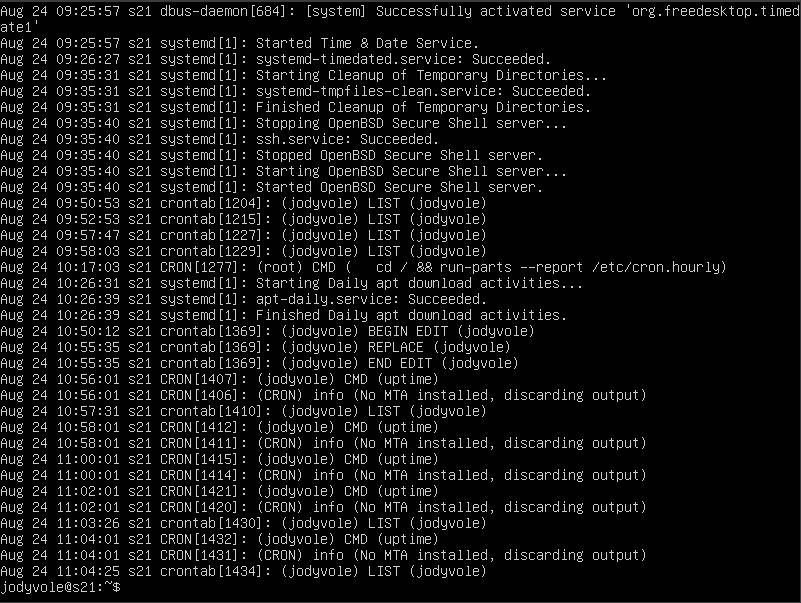 Aug 24 09:25:57 s21 dbus-daemon[684]: [system] Successfully activated service 'org.freedesktop.timed
ate1'
Aug 24 09:25:57 s21 systemd[1]: Started Time & Date Service.
Aug 24 09:26:27 s21 systemd[1]: systemd-timedated.service: Succeeded.
Aug 24 09:35:31 s21 systemd[1]: Starting Cleanup of Temporary Directories...
Aug 24 09:35:31 s21 systemd[1]: systemd-tmpfiles-clean.service: Succeeded.
Aug 24 09:35:31 s21 systemd[1]: Finished Cleanup of Temporary Directories.
Aug 24 09:35:40 s21 systemd[1]: Stopping OpenBSD Secure Shell server...
Aug 24 09:35:40 s21 systemd[1]: ssh.service: Succeeded.
Aug 24 09:35:40 s21 systemd[1]: Stopped OpenBSD Secure Shell server.
Aug 24 09:35:40 s21 systemd[1]: Starting OpenBSD Secure Shell server...
Aug 24 09:35:40 s21 systemd[1]: Started OpenBSD Secure Shell server.
Aug 24 09:50:53 s21 crontab[1204]: (jodyvole) LIST (jodyvole)
Aug 24 09:52:53 s21 crontab[1215]: (jodyvole) LIST (jodyvole)
Aug 24 09:57:47 s21 crontab[1227]: (jodyvole) LIST (jodyvole)
Aug 24 09:58:03 s21 crontab[1229]: (jodyvole) LIST (jodyvole)
Aug 24 10:17:03 s21 CRON[1277]: (root) CMD (   cd / && run-parts --report /etc/cron.hourly)
Aug 24 10:26:31 s21 systemd[1]: Starting Daily apt download activities...
Aug 24 10:26:39 s21 systemd[1]: apt-daily.service: Succeeded.
Aug 24 10:26:39 s21 systemd[1]: Finished Daily apt download activities.
Aug 24 10:50:12 s21 crontab[1369]: (jodyvole) BEGIN EDIT (jodyvole)
Aug 24 10:55:35 s21 crontab[1369]: (jodyvole) REPLACE (jodyvole)
Aug 24 10:55:35 s21 crontab[1369]: (jodyvole) END EDIT (jodyvole)
Aug 24 10:56:01 s21 CRON[1407]: (jodyvole) CMD (uptime)
Aug 24 10:56:01 s21 CRON[1406]: (CRON) info (No MTA installed, discarding output)
Aug 24 10:57:31 s21 crontab[1410]: (jodyvole) LIST (jodyvole)
Aug 24 10:58:01 s21 CRON[1412]: (jodyvole) CMD (uptime)
Aug 24 10:58:01 s21 CRON[1411]: (CRON) info (No MTA installed, discarding output)
Aug 24 11:00:01 s21 CRON[1415]: (jodyvole) CMD (uptime)
Aug 24 11:00:01 s21 CRON[1414]: (CRON) info (No MTA installed, discarding output)
Aug 24 11:02:01 s21 CRON[1421]: (jodyvole) CMD (uptime)
Aug 24 11:02:01 s21 CRON[1420]: (CRON) info (No MTA installed, discarding output)
Aug 24 11:03:26 s21 crontab[1430]: (jodyvole) LIST (jodyvole)
Aug 24 11:04:01 s21 CRON[1432]: (jodyvole) CMD (uptime)
Aug 24 11:04:01 s21 CRON[1431]: (CRON) info (No MTA installed, discarding output)
Aug 24 11:04:25 s21 crontab[1434]: (jodyvole) LIST (jodyvole)
jodyvole@s21:~$